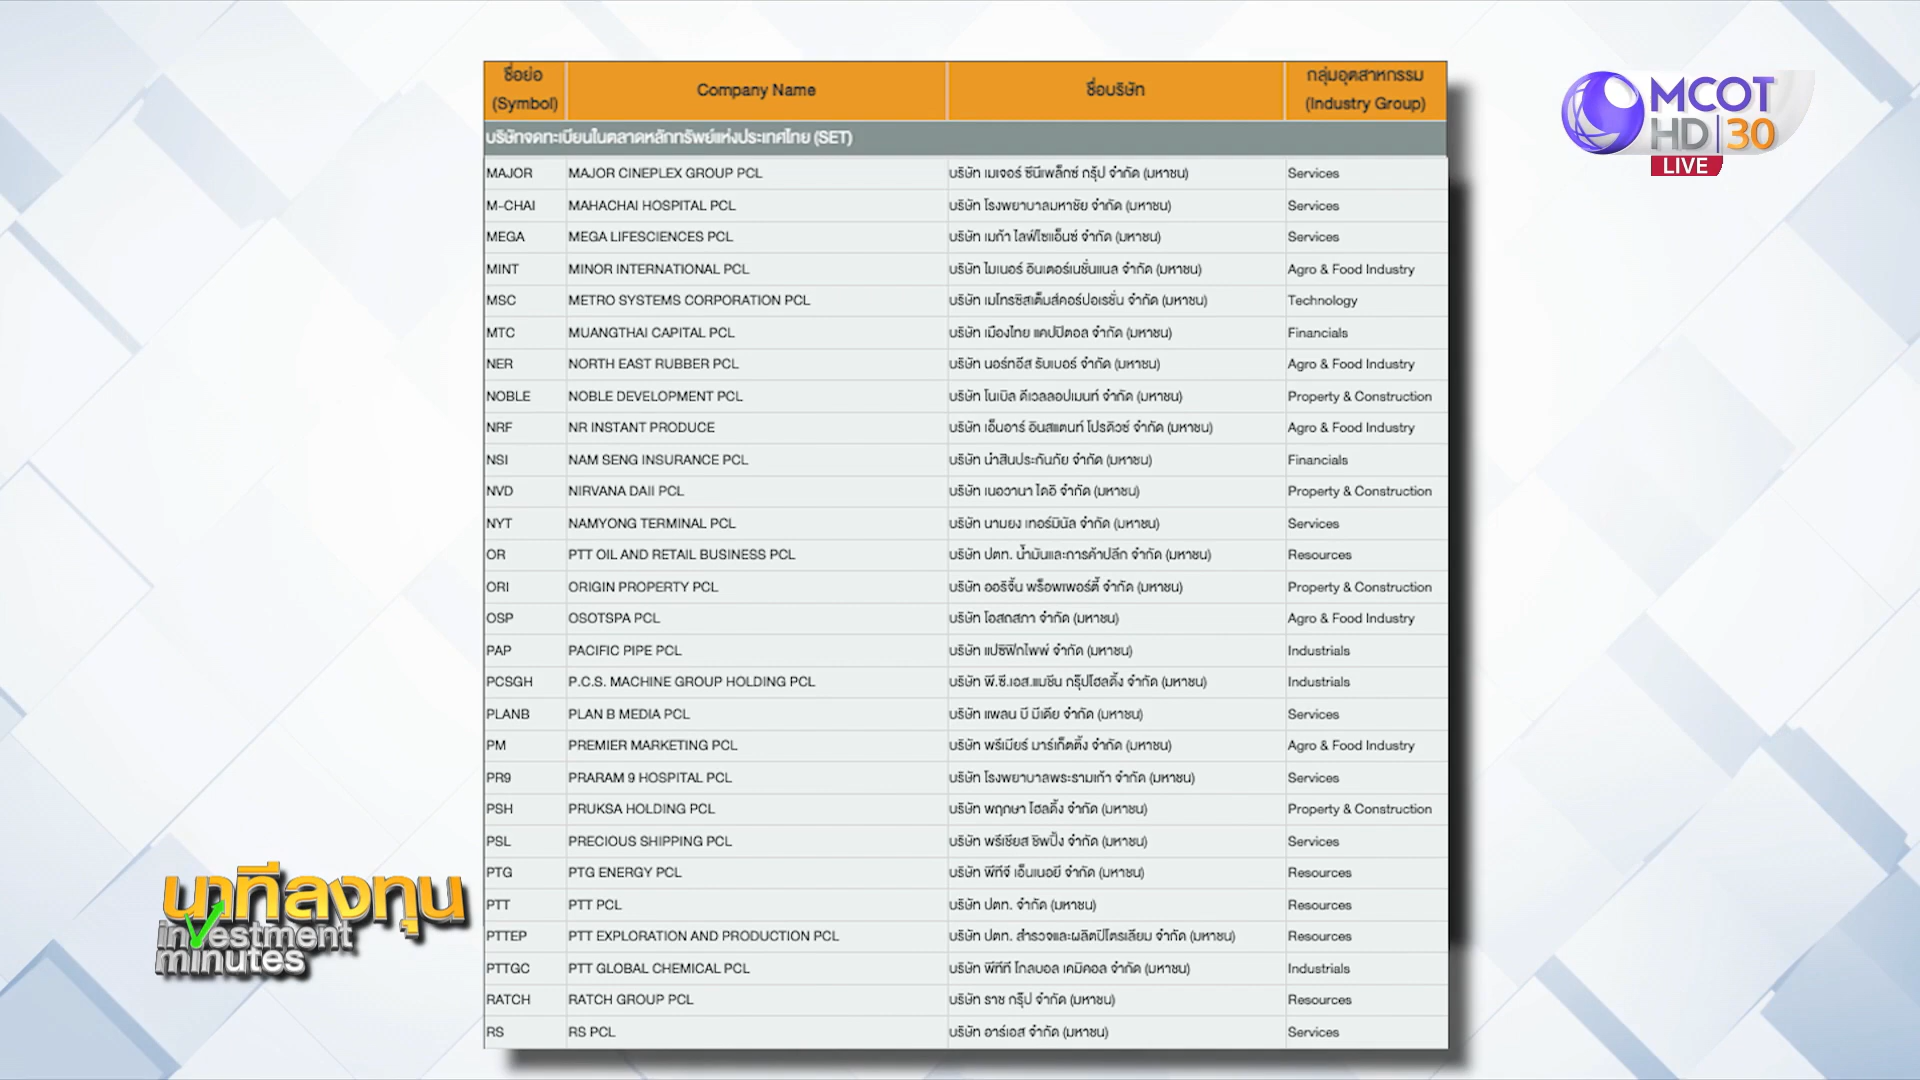 ชื่อย่อ (Symbol) Company Name ชื่อบริษัท กลุ่มอุตสาหกรรม (Industry Group)
บริษัทจดทะเบียนในตลาดหลักทรัพย์แห่งประเทศไทย (SET)
MAJOR MAJOR CINEPLEX GROUP PCL บริษัท เมเจอร์ ซีนีเพล็กซ์ กรุ้ป จำกัด (มหาชน) Services
M-CHAI MAHACHAI HOSPITAL PCL บริษัท โรงพยาบาลมหาชัย จำกัด (มหาชน) Services
MEGA MEGA LIFESCIENCES PCL บริษัท เมก้า ไลฟ์ไซแอ็นซ์ จำกัด (มหาชน) Services
MINT MINOR INTERNATIONAL PCL บริษัท ไมเนอร์ อินเตอร์เนชั่นแนล จำกัด (มหาชน) Agro & Food Industry
MSC METRO SYSTEMS CORPORATION PCL บริษัท เมโทรซิสเต็มส์คอร์ปอเรชั่น จำกัด (มหาชน) Technology
MTC MUANGTHAI CAPITAL PCL บริษัท เมืองไทย แคปปิตอล จำกัด (มหาชน) Financials
NER NORTH EAST RUBBER PCL บริษัท นอร์ทอีส รับเบอร์ จำกัด (มหาชน) Agro & Food Industry
NOBLE NOBLE DEVELOPMENT PCL บริษัท โนเบิล ดีเวลลอปเมนท์ จำกัด (มหาชน) Property & Construction
NRF NR INSTANT PRODUCE บริษัท เอ็นอาร์ อินสแตนท์ โปรดิวซ์ จำกัด (มหาชน) Agro & Food Industry
NSI NAM SENG INSURANCE PCL บริษัท นำสินประกันภัย จำกัด (มหาชน) Financials
NVD NIRVANA DAII PCL บริษัท เนอวานา ไดอิ จำกัด (มหาชน) Property & Construction
NYT NAMYONG TERMINAL PCL บริษัท นามยง เทอร์มินัล จำกัด (มหาชน) Services
OR PTT OIL AND RETAIL BUSINESS PCL บริษัท ปตท. น้ำมันและการค้าปลีก จำกัด (มหาชน) Resources
ORI ORIGIN PROPERTY PCL บริษัท ออริจิ้น พร็อพเพอร์ตี้ จำกัด (มหาชน) Property & Construction
OSP OSOTSPA PCL บริษัท โอสถสภา จำกัด (มหาชน) Agro & Food Industry
PAP PACIFIC PIPE PCL บริษัท แปซิฟิกไพพ์ จำกัด (มหาชน) Industrials
PCSGH P.C.S. MACHINE GROUP HOLDING PCL บริษัท พี.ซี.เอส.แมชีน กรุ๊ปโฮลดิ้ง จำกัด (มหาชน) Industrials
PLANB PLAN B MEDIA PCL บริษัท แพลน บี มีเดีย จำกัด (มหาชน) Services
PM PREMIER MARKETING PCL บริษัท พรีเมียร์ มาร์เก็ตติ้ง จำกัด (มหาชน) Agro & Food Industry
PR9 PRARAM 9 HOSPITAL PCL บริษัท โรงพยาบาลพระรามเก้า จำกัด (มหาชน) Services
PSH PRUKSA HOLDING PCL บริษัท พฤกษา โฮลดิ้ง จำกัด (มหาชน) Property & Construction
PSL PRECIOUS SHIPPING PCL บริษัท พรีเชียส ชิพปิ้ง จำกัด (มหาชน) Services
PTG PTG ENERGY PCL บริษัท พีทีจี เอ็นเนอยี จำกัด (มหาชน) Resources
PTT PTT PCL บริษัท ปตท. จำกัด (มหาชน) Resources
PTTEP PTT EXPLORATION AND PRODUCTION PCL บริษัท ปตท. สำรวจและผลิตปิโตรเลียม จำกัด (มหาชน) Resources
PTTGC PTT GLOBAL CHEMICAL PCL บริษัท พีทีที โกลบอล เคมิคอล จำกัด (มหาชน) Industrials
RATCH RATCH GROUP PCL บริษัท ราช กรุ๊ป จำกัด (มหาชน) Resources
RS RS PCL บริษัท อาร์เอส จำกัด (มหาชน) Services
MCOT
HD 30
LIVE
นาทีลงทุน
investment
minutes